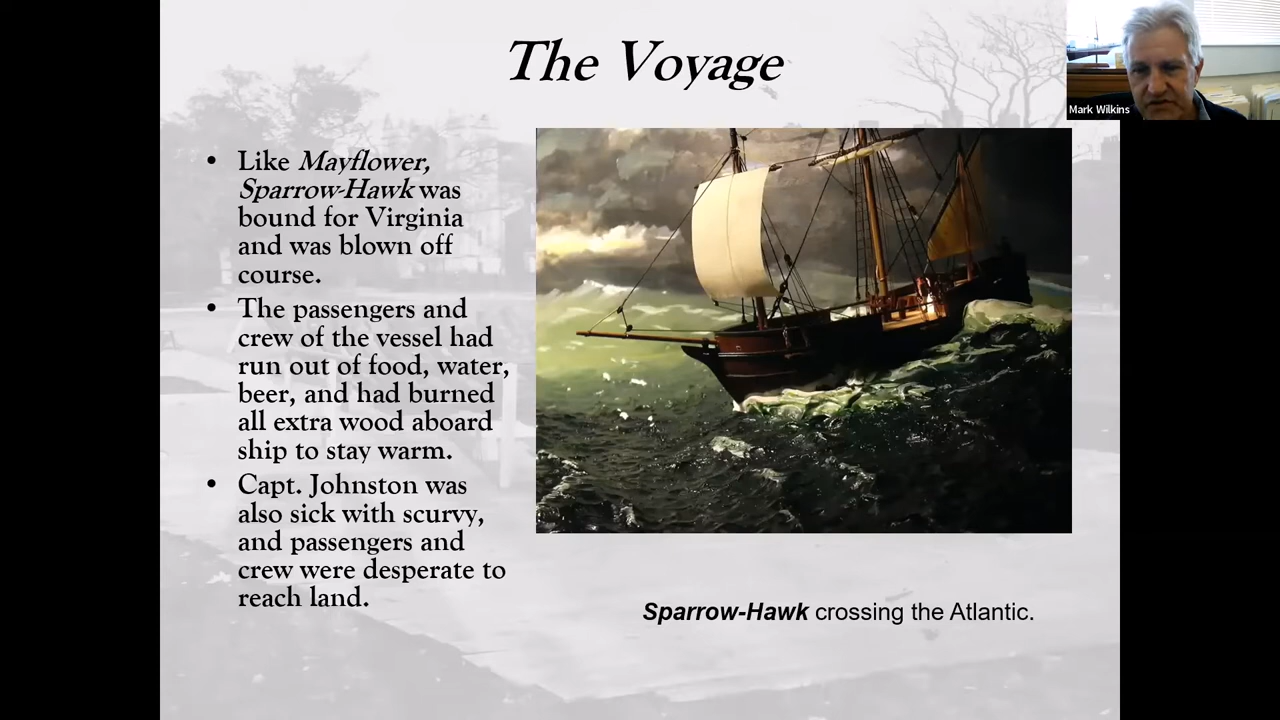 The Voyage
Mark Wilkins
• Like Mayflower,
Sparrow-Hawk was
bound for Virginia
and was blown off
course.
• The passengers and
crew of the vessel had
run out of food, water,
beer, and had burned
all extra wood aboard
ship to stay warm.
• Capt. Johnston was
also sick with scurvy,
and passengers and
crew were desperate to
reach land.
Sparrow-Hawk crossing the Atlantic.